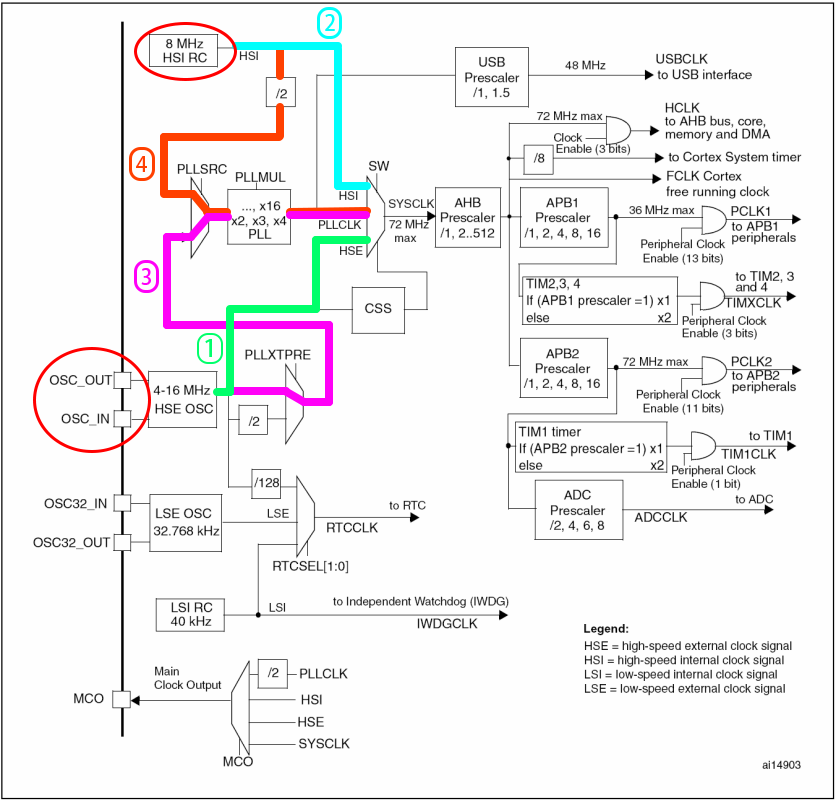 2
8 MHz
HSI RC
HSI
/2
USB
Prescaler
/1, 1.5
48 MHz
USBCLK
to USB interface
HCLK
to AHB bus, core,
memory and DMA
72 MHz max
Clock
Enable (3 bits)
/8
to Cortex System timer
FCLK Cortex
free running clock
4
PLLSRC
PLLMUL
..., x16
x2, x3, x4
PLL
SW
HSI
PLLCLK
HSE
SYSCLK
72 MHz
max
AHB
Prescaler
/1, 2..512
APB1
Prescaler
/1, 2, 4, 8, 16
36 MHz max
PCLK1
to APB1
peripherals
Peripheral Clock
Enable (13 bits)
3
CSS
TIM2,3, 4
If (APB1 prescaler =1) x1
else x2
to TIM2, 3
and 4
TIMXCLK
Peripheral Clock
Enable (3 bits)
1
PLLXTPRE
OSC_OUT
OSC_IN
4-16 MHz
HSE OSC
/2
APB2
Prescaler
/1, 2, 4, 8, 16
72 MHz max
PCLK2
to APB2
peripherals
Peripheral Clock
Enable (11 bits)
TIM1 timer
If (APB2 prescaler =1) x1
else x2
to TIM1
TIM1CLK
Peripheral Clock
Enable (1 bit)
/128
OSC32_IN
OSC32_OUT
LSE OSC
32.768 kHz
LSE
to RTC
RTCCLK
RTCSEL[1:0]
ADC
Prescaler
/2, 4, 6, 8
to ADC
ADCCLK
LSI RC
40 kHz
LSI
to Independent Watchdog (IWDG)
IWDGCLK
Legend:
HSE = high-speed external clock signal
HSI = high-speed internal clock signal
LSI = low-speed internal clock signal
LSE = low-speed external clock signal
Main
Clock Output
MCO
/2
PLLCLK
HSI
HSE
SYSCLK
MCO
ai14903